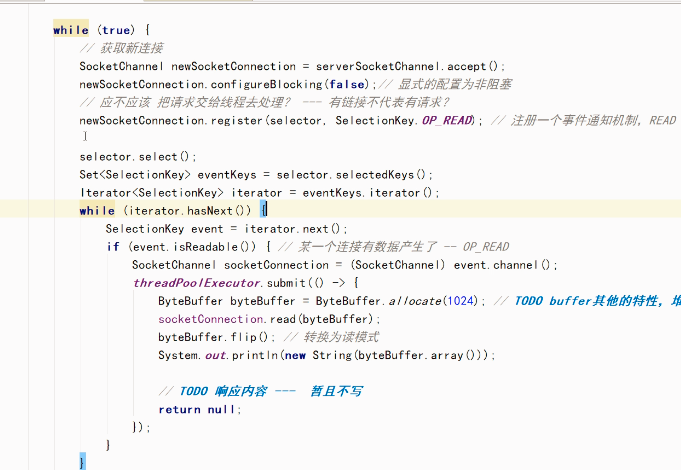 while (true) {
// 获取新连接
SocketChannel newSocketConnection = serverSocketChannel.accept();
newSocketConnection.configureBlocking(false);// 显式的配置为非阻塞
// 应不应该 把请求交给线程去处理？ --- 有链接不代表有请求？
newSocketConnection.register(selector, SelectionKey.OP_READ); // 注册一个事件通知机制，READ
selector.select();
Set<SelectionKey> eventKeys = selector.selectedKeys();
Iterator<SelectionKey> iterator = eventKeys.iterator();
while (iterator.hasNext()) {
SelectionKey event = iterator.next();
if (event.isReadable()) { // 某一个连接有数据产生了 -- OP_READ
SocketChannel socketConnection = (SocketChannel) event.channel();
threadPoolExecutor.submit(() -> {
ByteBuffer byteBuffer = ByteBuffer.allocate(1024); // TODO buffer其他的特性，堆
socketConnection.read(byteBuffer);
byteBuffer.flip(); // 转换为读模式
System.out.println(new String(byteBuffer.array()));
// TODO 响应内容 --- 暂且不写
return null;
});
}
}